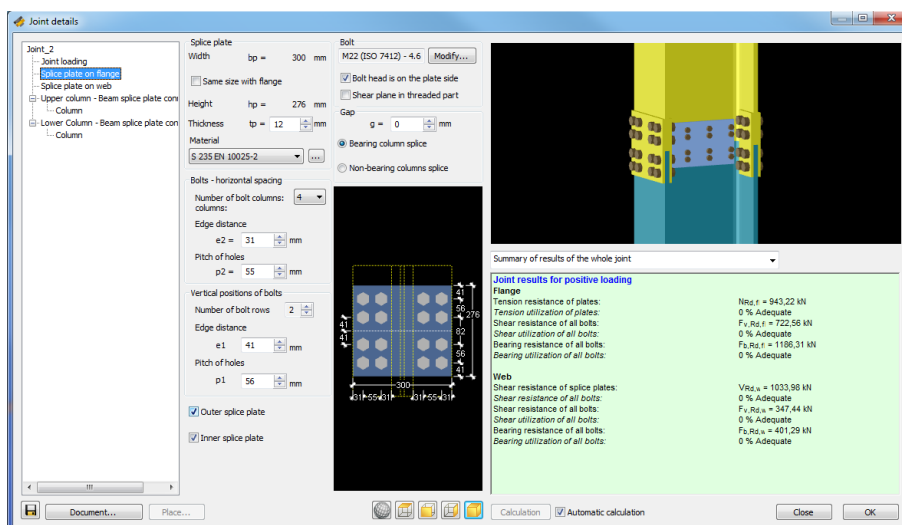 Joint details
Joint_2
Joint loading
Splice plate on flange
Splice plate on web
Upper column - Beam splice plate conn
Column
Lower Column - Beam splice plate con
Column
Splice plate
Width bp = 300 mm
Same size with flange
Height hp = 276 mm
Thickness tp = 12 mm
Material
S 235 EN 10025-2 ...
Bolts - horizontal spacing
Number of bolt columns: 4
columns:
Edge distance
e2 = 31 mm
Pitch of holes
p2 = 55 mm
Vertical positions of bolts
Number of bolt rows 2
Edge distance
e1 41 mm
Pitch of holes
p1 56 mm
Outer splice plate
Inner splice plate
Bolt
M22 (ISO 7412) - 4.6 Modify...
Bolt head is on the plate side
Shear plane in threaded part
Gap
g = 0 mm
Bearing column splice
Non-bearing columns splice
41
56
276
41
82
41
56
41
300
31 55 31 31 55 31
Summary of results of the whole joint
Joint results for positive loading
Flange
Tension resistance of plates: NRd,fl = 943,22 kN
Tension utilization of plates: 0 % Adequate
Shear resistance of all bolts: Fv,Rd,fl = 722,56 kN
Shear utilization of all bolts: 0 % Adequate
Bearing resistance of all bolts: Fb,Rd,fl = 1186,31 kN
Bearing utilization of all bolts: 0 % Adequate
Web
Shear resistance of splice plates: VRd,w = 1033,98 kN
Shear resistance of all bolts: 0 % Adequate
Shear resistance of all bolts: Fv,Rd,w = 347,44 kN
Shear utilization of all bolts: 0 % Adequate
Bearing resistance of all bolts: Fb,Rd,w = 401,29 kN
Bearing utilization of all bolts: 0 % Adequate
Document... Place... Calculation Automatic calculation Close OK